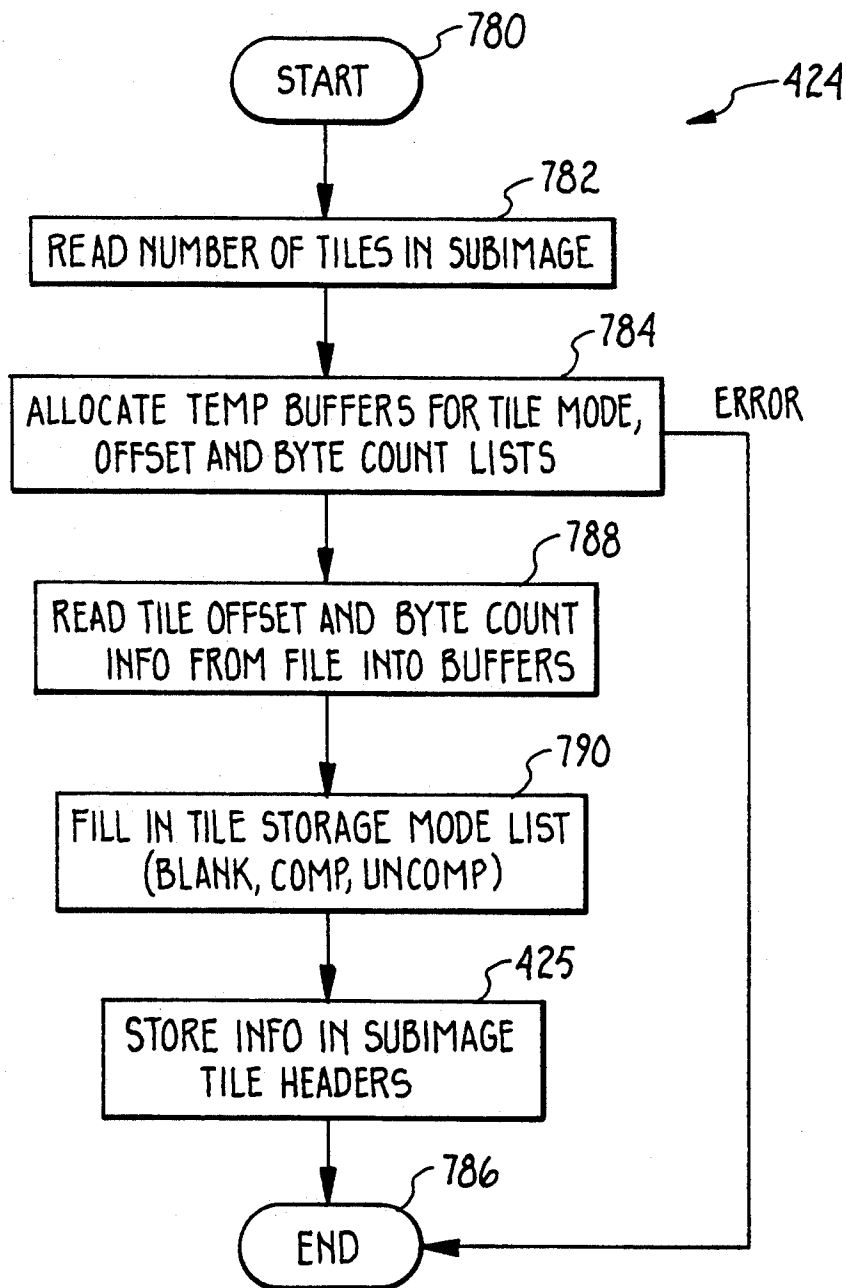 780
START
424
782
READ NUMBER OF TILES IN SUBIMAGE
784
ALLOCATE TEMP BUFFERS FOR TILE MODE,
OFFSET AND BYTE COUNT LISTS
ERROR
788
READ TILE OFFSET AND BYTE COUNT
INFO FROM FILE INTO BUFFERS
790
FILL IN TILE STORAGE MODE LIST
(BLANK, COMP, UNCOMP)
425
STORE INFO IN SUBIMAGE
TILE HEADERS
786
END